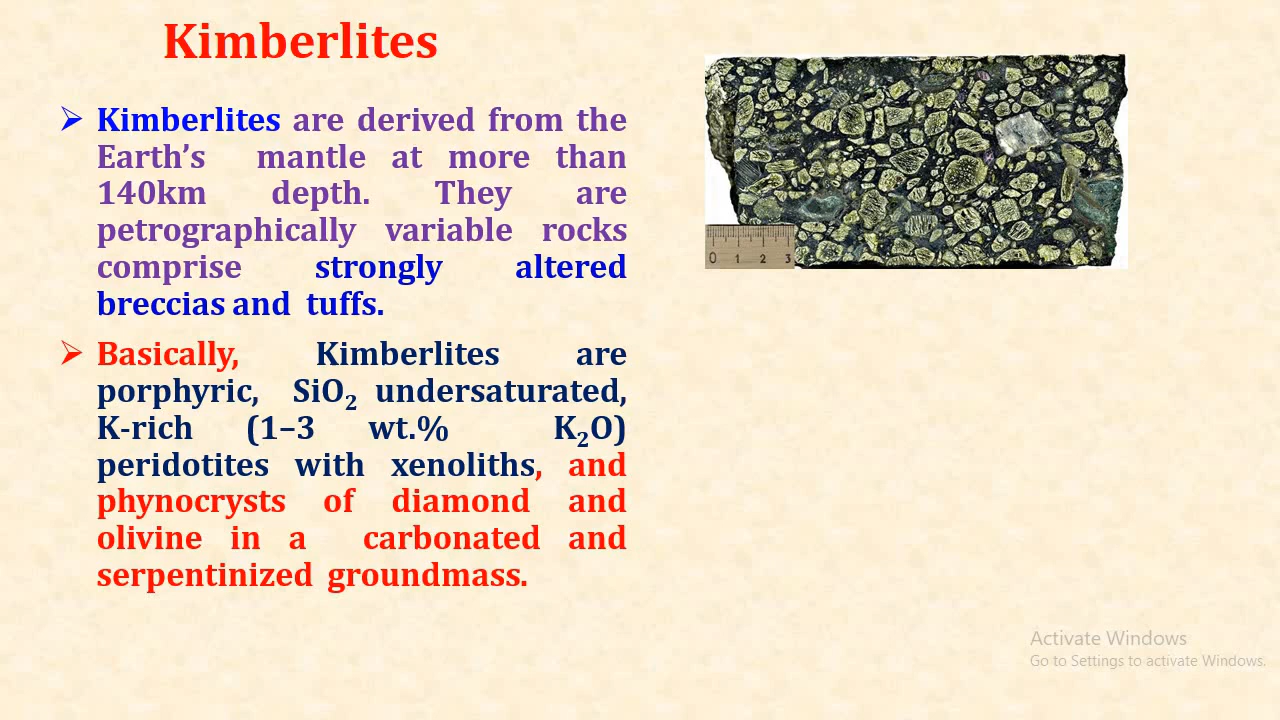 Kimberlites
➢ Kimberlites are derived from the
Earth’s mantle at more than
140km depth. They are
petrographically variable rocks
comprise strongly altered
breccias and tuffs.
➢ Basically, Kimberlites are
porphyric, SiO₂ undersaturated,
K-rich (1–3 wt.% K₂O)
peridotites with xenoliths, and
phynocrysts of diamond and
olivine in a carbonated and
serpentinized groundmass.
0 1 2 3
Activate Windows
Go to Settings to activate Windows.